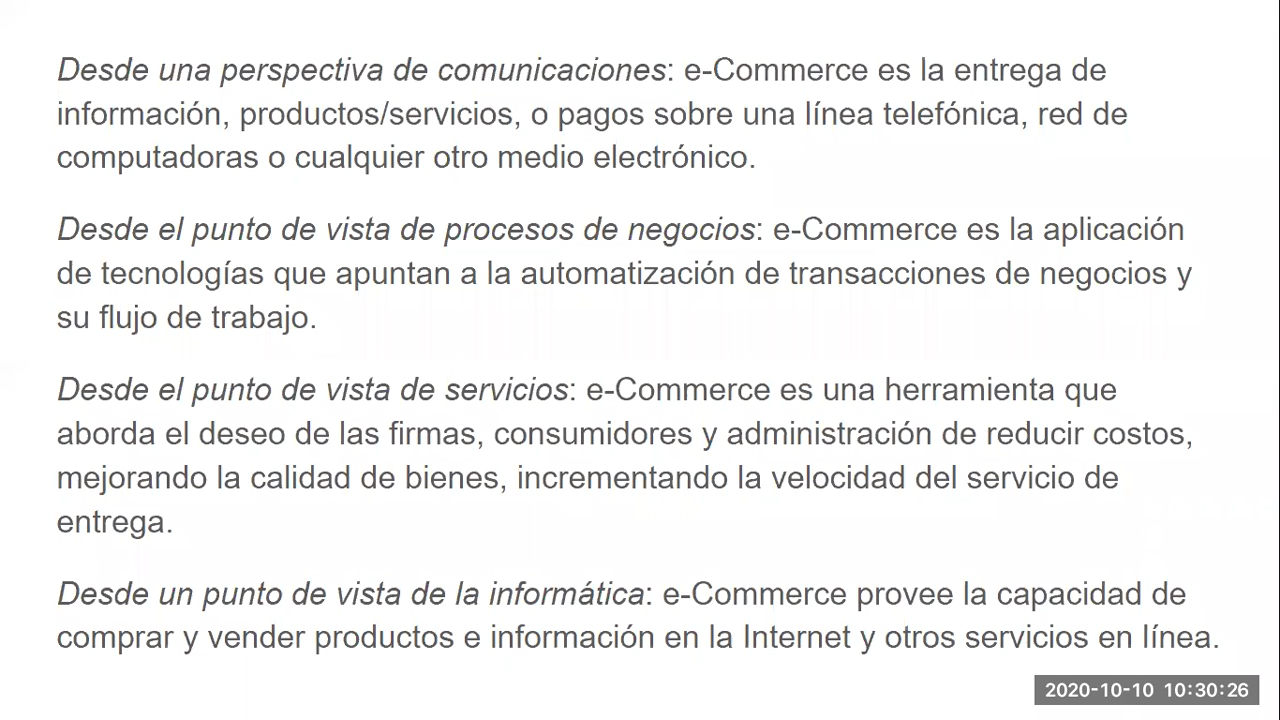 Desde una perspectiva de comunicaciones: e-Commerce es la entrega de
información, productos/servicios, o pagos sobre una línea telefónica, red de
computadoras o cualquier otro medio electrónico.
Desde el punto de vista de procesos de negocios: e-Commerce es la aplicación
de tecnologías que apuntan a la automatización de transacciones de negocios y
su flujo de trabajo.
Desde el punto de vista de servicios: e-Commerce es una herramienta que
aborda el deseo de las firmas, consumidores y administración de reducir costos,
mejorando la calidad de bienes, incrementando la velocidad del servicio de
entrega.
Desde un punto de vista de la informática: e-Commerce provee la capacidad de
comprar y vender productos e información en la Internet y otros servicios en línea.
2020-10-10 10:30:26